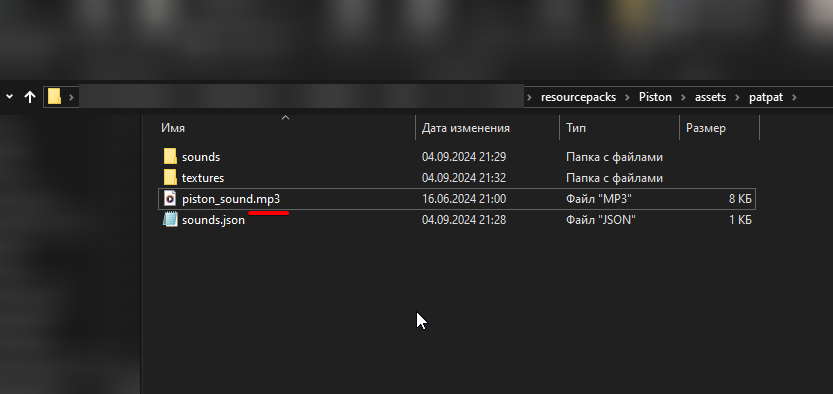 resourcepacks Piston assets patpat
Имя Дата изменения Тип Размер
sounds 04.09.2024 21:29 Папка с файлами
textures 04.09.2024 21:32 Папка с файлами
piston_sound.mp3 16.06.2024 21:00 Файл "MP3" 8 КБ
sounds.json 04.09.2024 21:28 Файл "JSON" 1 КБ